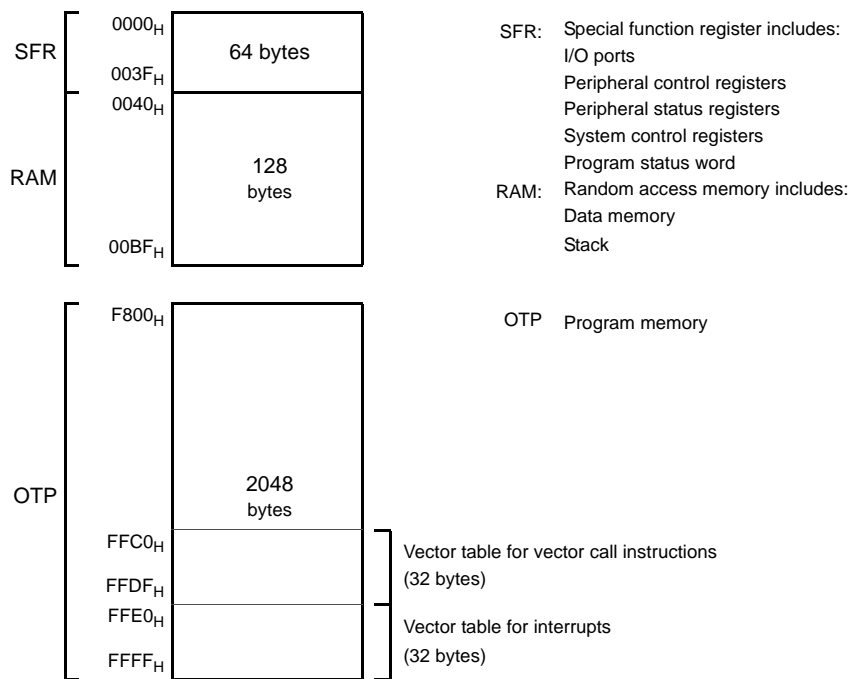 SFR
0000H
64 bytes
003FH
RAM
0040H
128
bytes
00BFH
SFR: Special function register includes:
I/O ports
Peripheral control registers
Peripheral status registers
System control registers
Program status word
RAM: Random access memory includes:
Data memory
Stack
OTP
F800H
2048
bytes
FFC0H
FFDFH
FFE0H
FFFFH
OTP Program memory
Vector table for vector call instructions
(32 bytes)
Vector table for interrupts
(32 bytes)